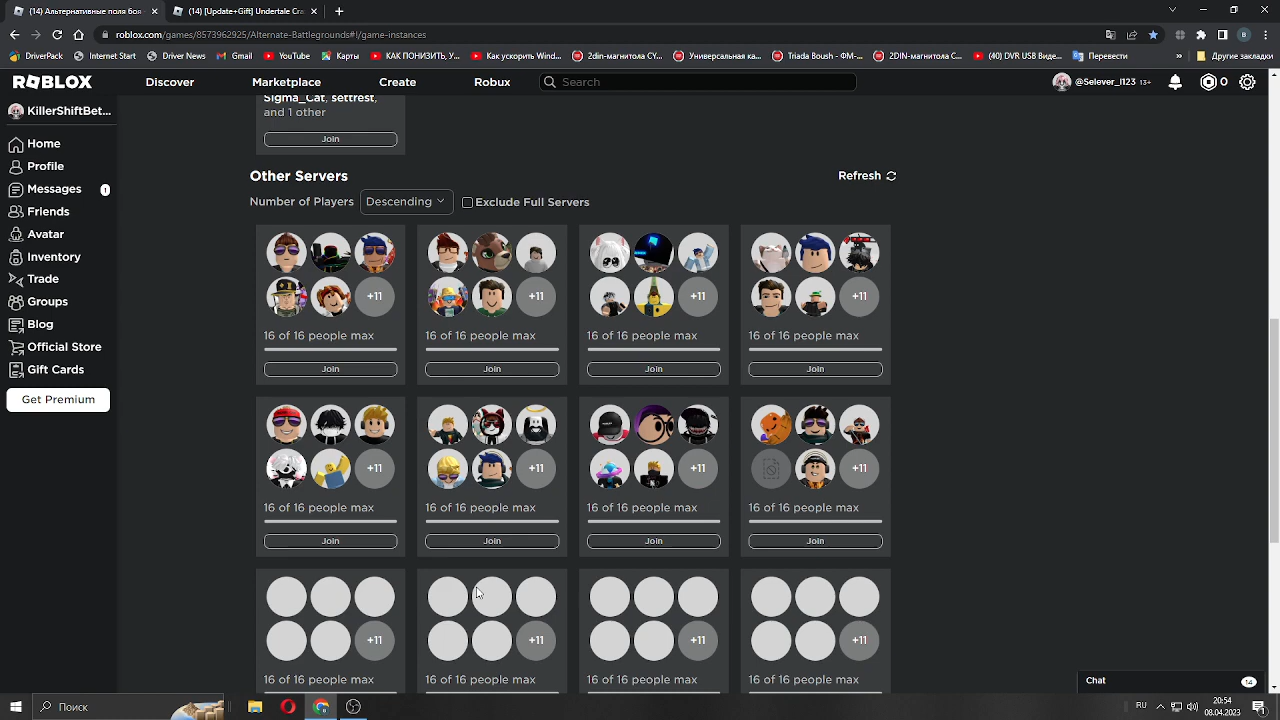 (14) Альтернативные поля боя -
[Update+Gift] Undertale Cra
roblox.com/games/8573962925/Alternate-Battlegrounds#!/game-instances
DriverPack
Internet Start
Driver News
Gmail
YouTube
Карты
КАК ПОНИЗИТЬ, УП...
Как ускорить Wind...
2din-магнитола CY...
Универсальная ка...
Triada Boush - ФМ-...
2DIN-магнитола С...
(40) DVR USB Виде...
Перевести
»
Другие закладки
ROBLOX
Discover
Marketplace
Create
Robux
Search
@Selever_I123 13+
0
KillerShiftBet...
Home
Profile
Messages
1
Friends
Avatar
Inventory
Trade
Groups
Blog
Official Store
Gift Cards
Get Premium
Sigma_Cat, settrest,
and 1 other
Join
Other Servers
Refresh
Number of Players
Descending
Exclude Full Servers
+11
+11
+11
+11
16 of 16 people max
16 of 16 people max
16 of 16 people max
16 of 16 people max
Join
Join
Join
Join
+11
+11
+11
+11
16 of 16 people max
16 of 16 people max
16 of 16 people max
16 of 16 people max
Join
Join
Join
Join
+11
+11
+11
+11
16 of 16 people max
16 of 16 people max
16 of 16 people max
16 of 16 people max
Chat
14
Поиск
RU
20:54
08.04.2023